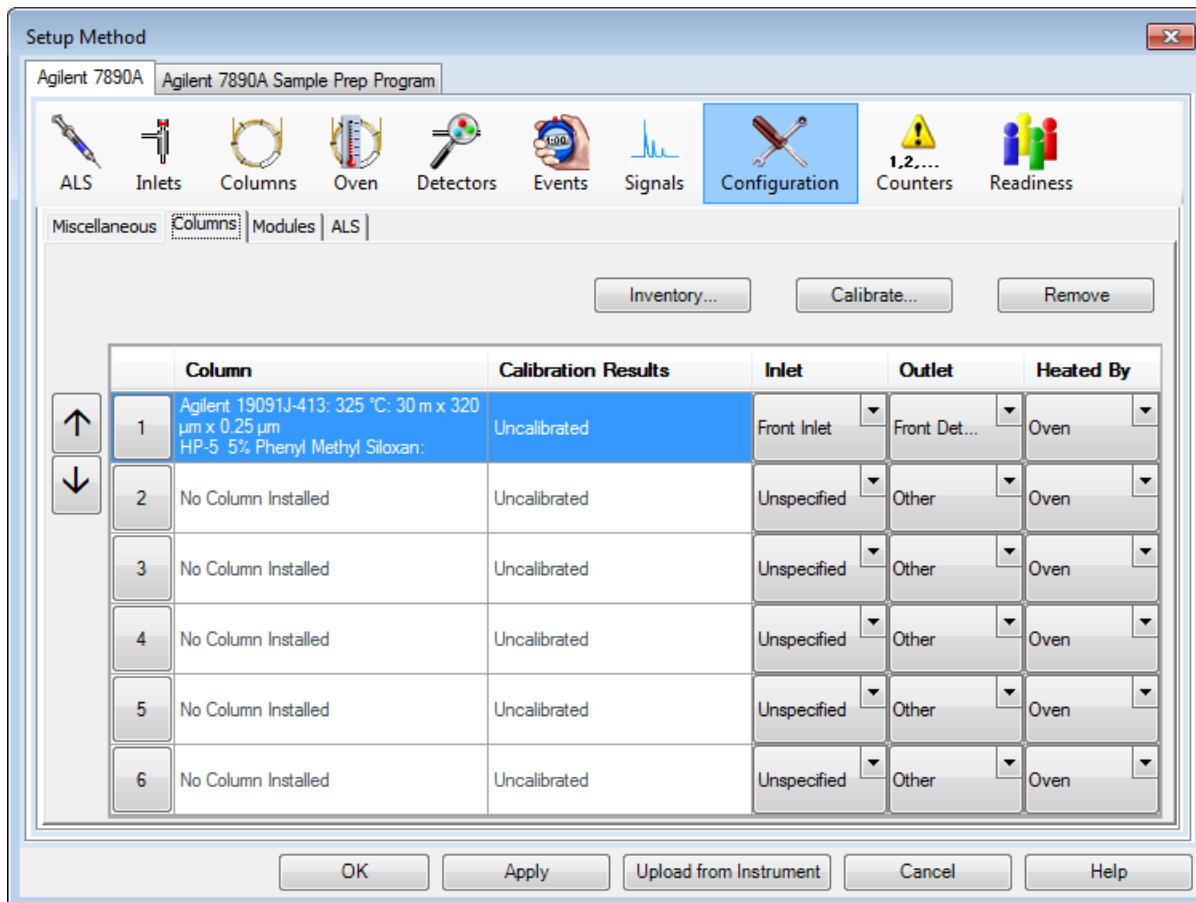 Setup Method
Agilent 7890A Agilent 7890A Sample Prep Program
1:00
1,2,...
ALS Inlets Columns Oven Detectors Events Signals Configuration Counters Readiness
Miscellaneous Columns Modules ALS
Inventory... Calibrate... Remove
Column Calibration Results Inlet Outlet Heated By
1 Agilent 19091J-413: 325 °C: 30 m x 320
µm x 0.25 µm
HP-5 5% Phenyl Methyl Siloxan: Uncalibrated Front Inlet Front Det... Oven
2 No Column Installed Uncalibrated Unspecified Other Oven
3 No Column Installed Uncalibrated Unspecified Other Oven
4 No Column Installed Uncalibrated Unspecified Other Oven
5 No Column Installed Uncalibrated Unspecified Other Oven
6 No Column Installed Uncalibrated Unspecified Other Oven
OK Apply Upload from Instrument Cancel Help